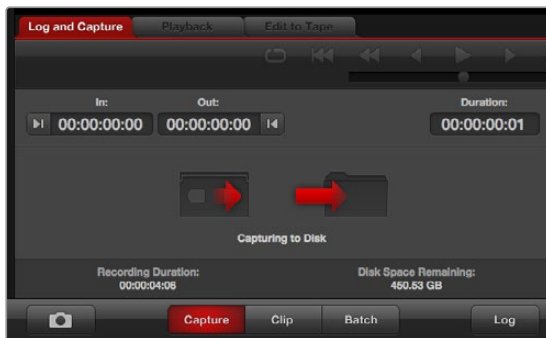 Log and Capture Playback Edit to Tape
In: Out: Duration:
00:00:00:00 00:00:00:00 00:00:00:01
Capturing to Disk
Recording Duration: Disk Space Remaining:
00:00:04:06 460.53 GB
Capture Clip Batch Log